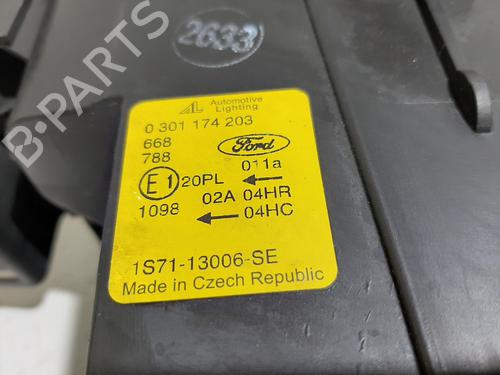 2633
AL Automotive
Lighting
0 301 174 203
668
788
Ford
011a
E1 20PL ←
02A 04HR
1098 ← 04HC
1S71-13006-SE
Made in Czech Republic
B-PARTS